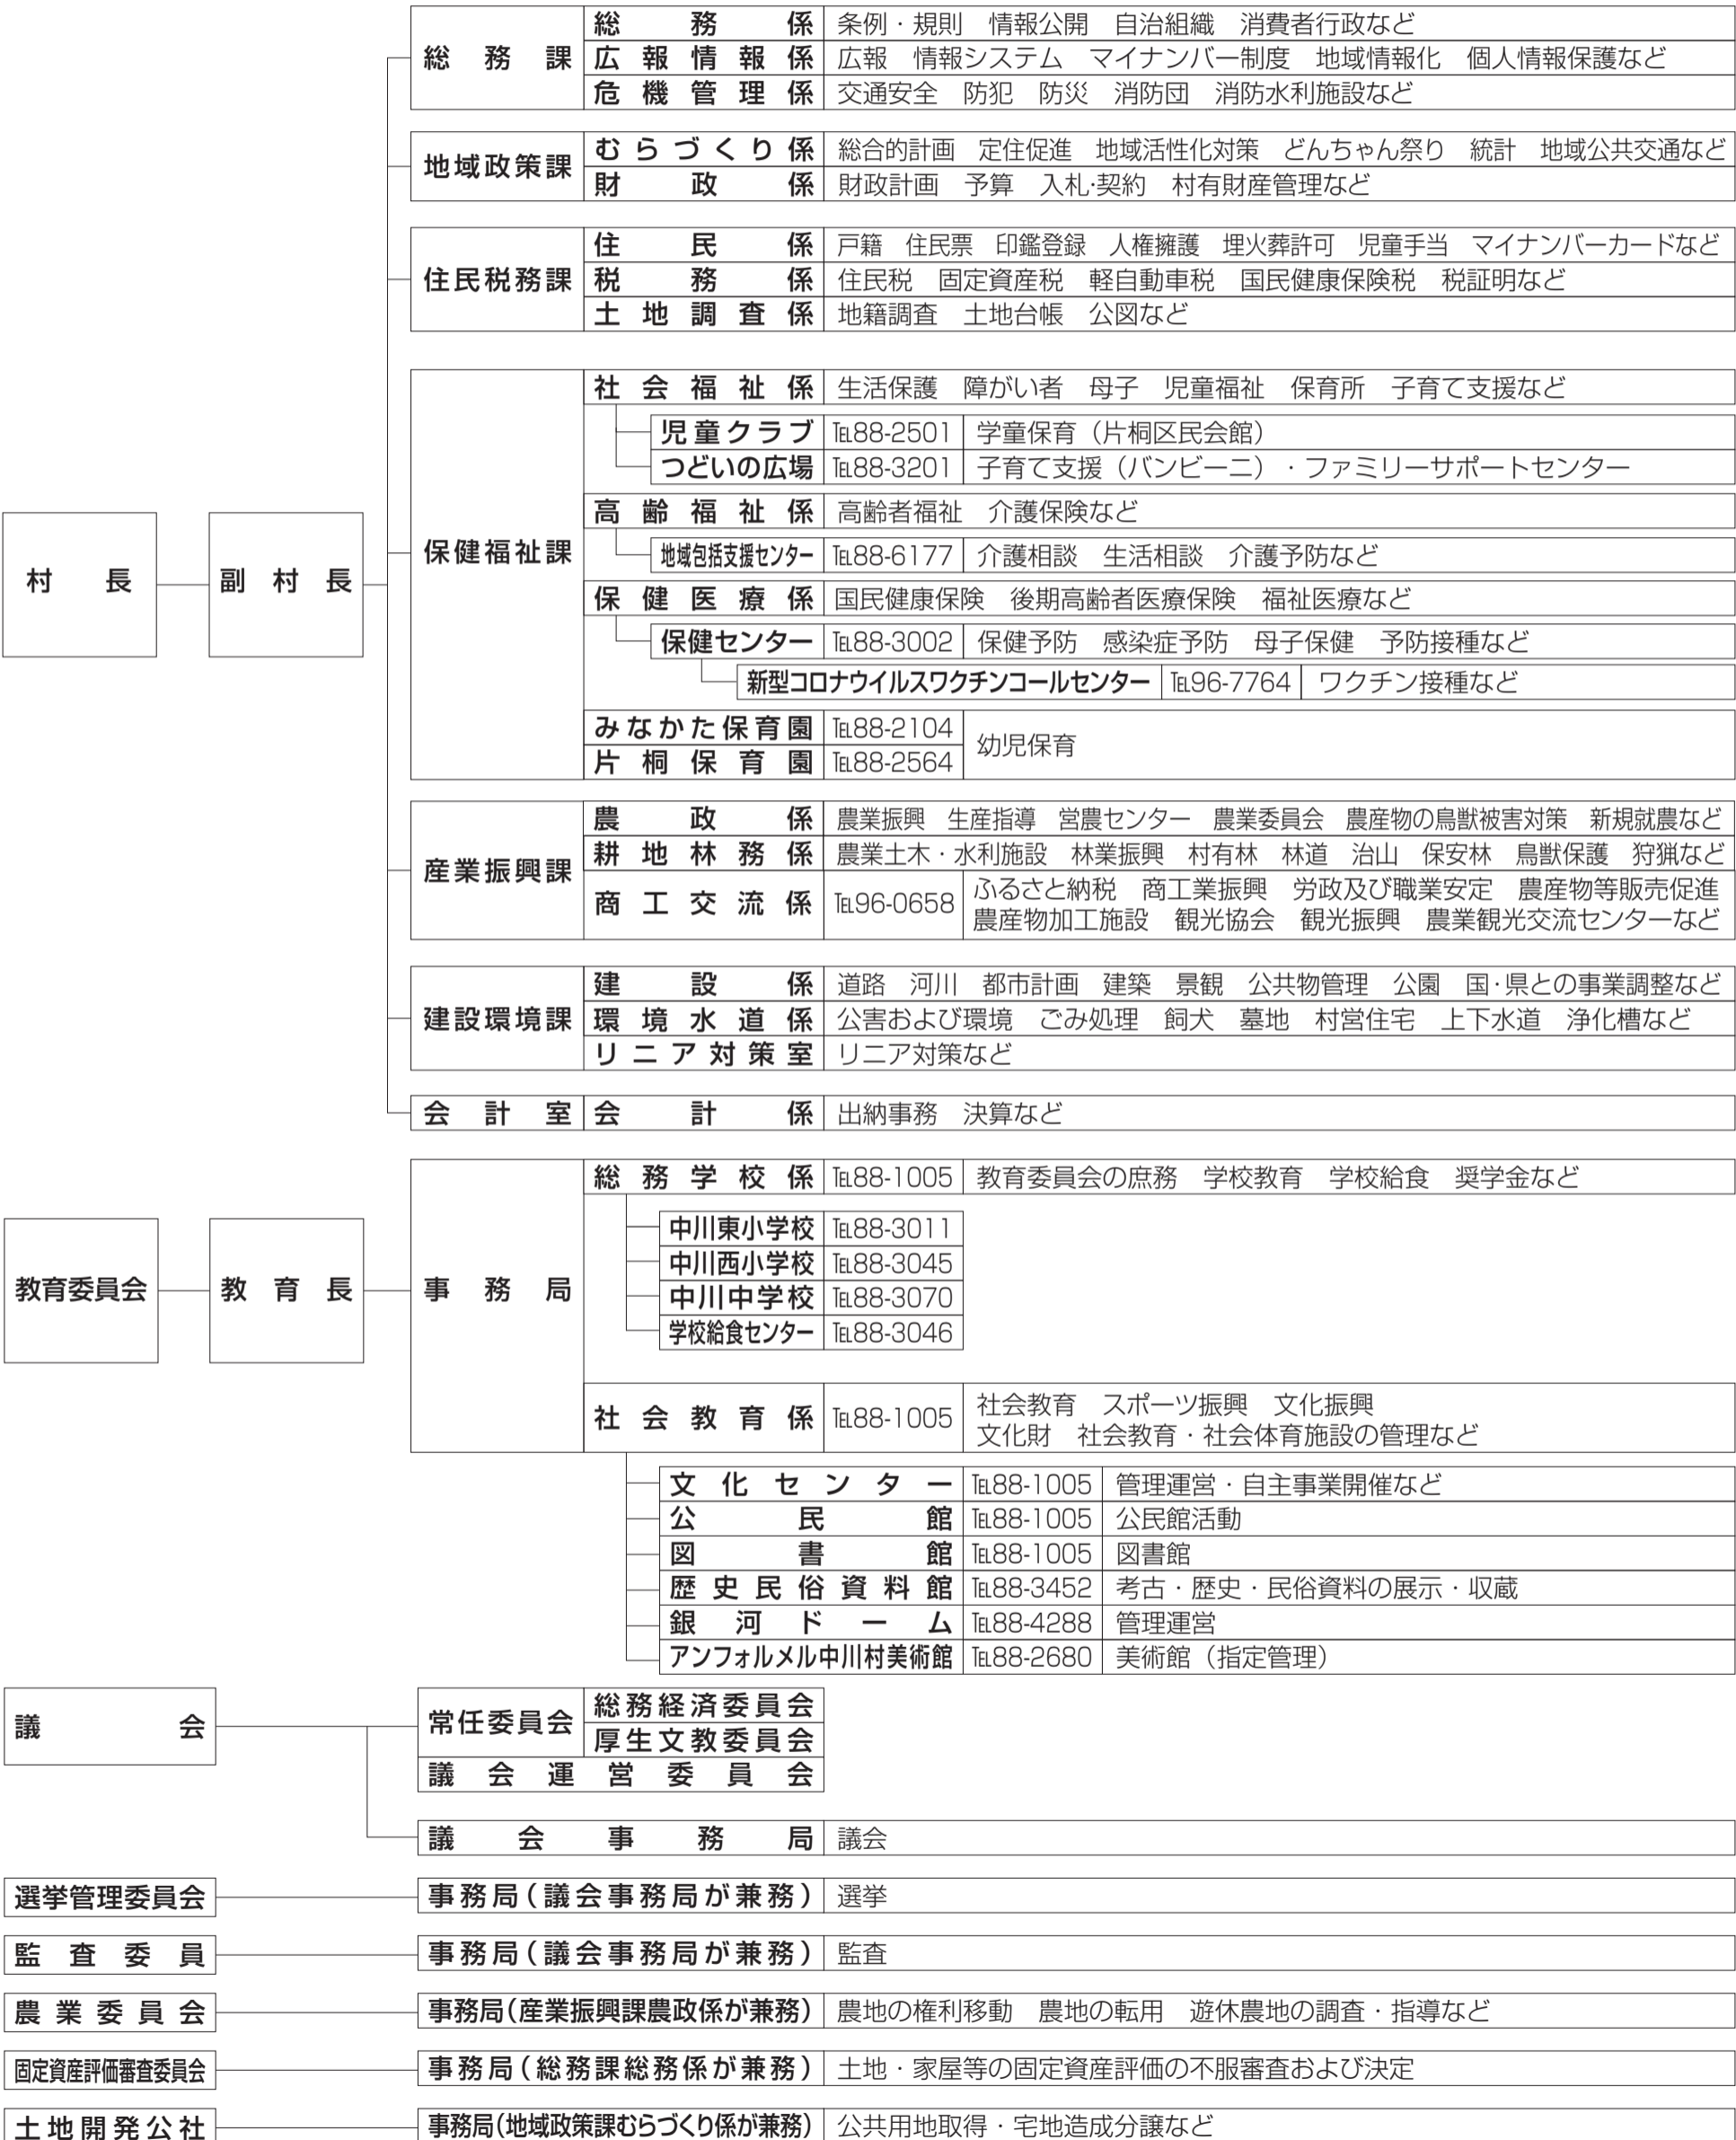 総務課 総務係 条例・規則 情報公開 自治組織 消費者行政など
広報情報係 広報 情報システム マイナンバー制度 地域情報化 個人情報保護など
危機管理係 交通安全 防犯 防災 消防団 消防水利施設など
地域政策課 むらづくり係 総合的計画 定住促進 地域活性化対策 どんちゃん祭り 統計 地域公共交通など
財政係 財政計画 予算 入札・契約 村有財産管理など
住民税務課 住民係 戸籍 住民票 印鑑登録 人権擁護 埋火葬許可 児童手当 マイナンバーカードなど
税務係 住民税 固定資産税 軽自動車税 国民健康保険税 税証明など
土地調査係 地籍調査 土地台帳 公図など
村長 副村長 保健福祉課 社会福祉係 生活保護 障がい者 母子 児童福祉 保育所 子育て支援など
児童クラブ ℡88-2501 学童保育（片桐区民会館）
つどいの広場 ℡88-3201 子育て支援（バンビーニ）・ファミリーサポートセンター
高齢福祉係 高齢者福祉 介護保険など
地域包括支援センター ℡88-6177 介護相談 生活相談 介護予防など
保健医療係 国民健康保険 後期高齢者医療保険 福祉医療など
保健センター ℡88-3002 保健予防 感染症予防 母子保健 予防接種など
新型コロナウイルスワクチンコールセンター ℡96-7764 ワクチン接種など
みなかた保育園 ℡88-2104 幼児保育
片桐保育園 ℡88-2564
産業振興課 農政係 農業振興 生産指導 営農センター 農業委員会 農産物の鳥獣被害対策 新規就農など
耕地林務係 農業土木・水利施設 林業振興 村有林 林道 治山 保安林 鳥獣保護 狩猟など
商工交流係 ℡96-0658 ふるさと納税 商工業振興 労政及び職業安定 農産物等販売促進
農産物加工施設 観光協会 観光振興 農業観光交流センターなど
建設環境課 建設係 道路 河川 都市計画 建築 景観 公共物管理 公園 国・県との事業調整など
環境水道係 公害および環境 ごみ処理 飼犬 墓地 村営住宅 上下水道 浄化槽など
リニア対策室 リニア対策など
会計室 会計係 出納事務 決算など
教育委員会 教育長 事務局 総務学校係 ℡88-1005 教育委員会の庶務 学校教育 学校給食 奨学金など
中川東小学校 ℡88-3011
中川西小学校 ℡88-3045
中川中学校 ℡88-3070
学校給食センター ℡88-3046
社会教育係 ℡88-1005 社会教育 スポーツ振興 文化振興
文化財 社会教育・社会体育施設の管理など
文化センター ℡88-1005 管理運営・自主事業開催など
公民館 ℡88-1005 公民館活動
図書館 ℡88-1005 図書館
歴史民俗資料館 ℡88-3452 考古・歴史・民俗資料の展示・収蔵
銀河ドーム ℡88-4288 管理運営
アンフォルメル中川村美術館 ℡88-2680 美術館（指定管理）
議会 常任委員会 総務経済委員会
厚生文教委員会
議会運営委員会
議会事務局 議会
選挙管理委員会 事務局（議会事務局が兼務） 選挙
監査委員 事務局（議会事務局が兼務） 監査
農業委員会 事務局（産業振興課農政係が兼務） 農地の権利移動 農地の転用 遊休農地の調査・指導など
固定資産評価審査委員会 事務局（総務課総務係が兼務） 土地・家屋等の固定資産評価の不服審査および決定
土地開発公社 事務局（地域政策課むらづくり係が兼務） 公共用地取得・宅地造成分譲など